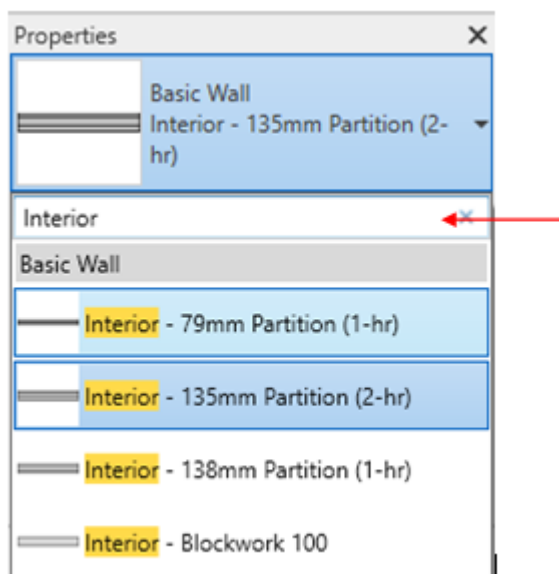 Properties
Basic Wall
Interior - 135mm Partition (2-
hr)
Interior
Basic Wall
Interior - 79mm Partition (1-hr)
Interior - 135mm Partition (2-hr)
Interior - 138mm Partition (1-hr)
Interior - Blockwork 100